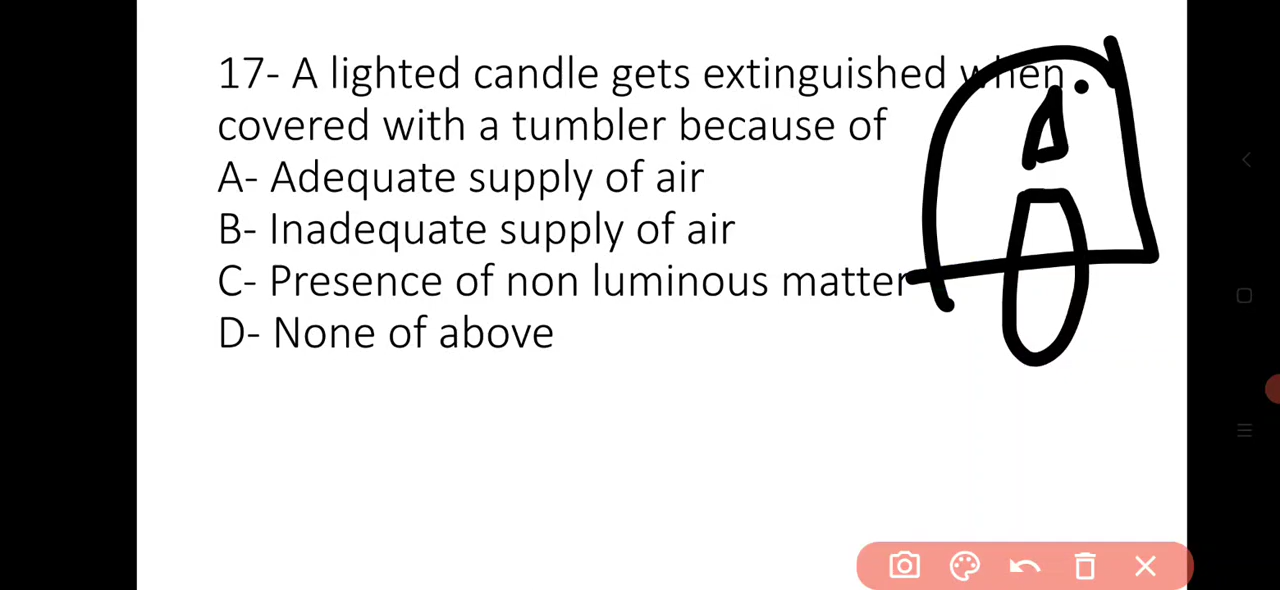 17- A lighted candle gets extinguished when
covered with a tumbler because of
A- Adequate supply of air
B- Inadequate supply of air
C- Presence of non luminous matter
D- None of above